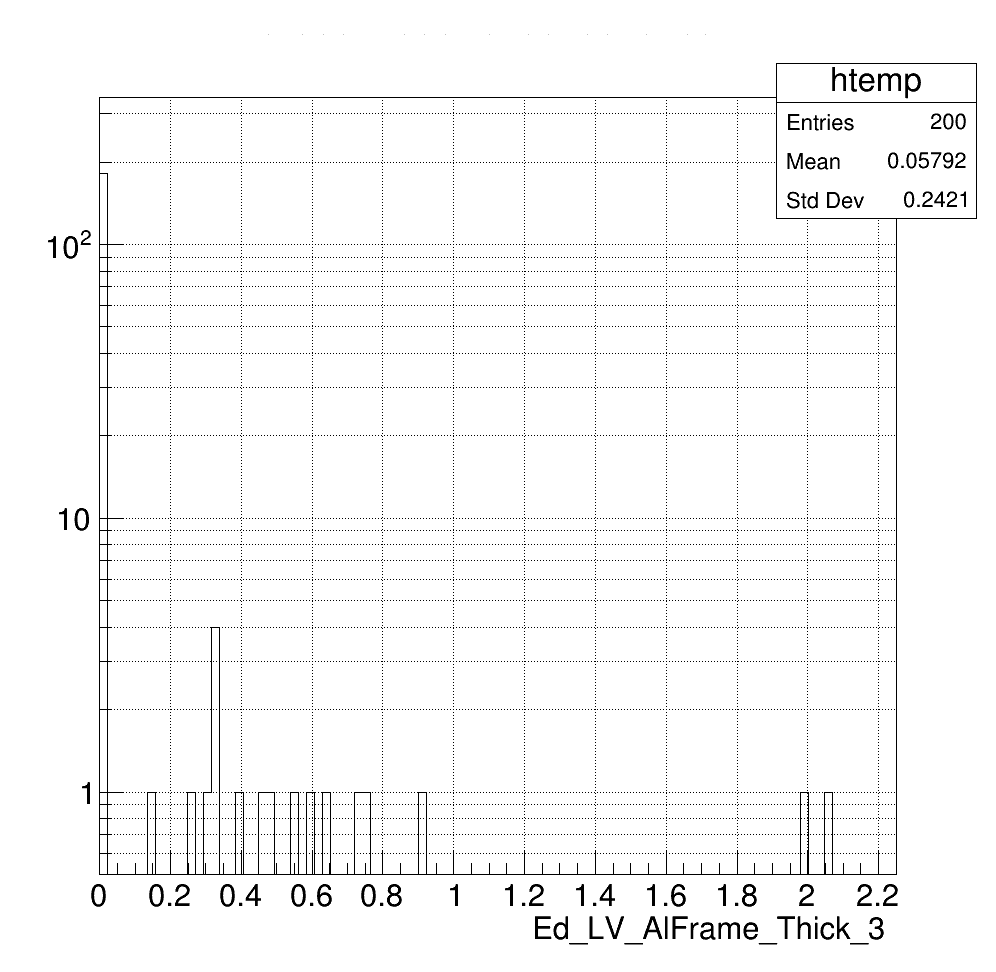 htemp
Entries 200
Mean 0.05792
Std Dev 0.2421
10²
10
1
0 0.2 0.4 0.6 0.8 1 1.2 1.4 1.6 1.8 2 2.2
Ed_LV_AlFrame_Thick_3